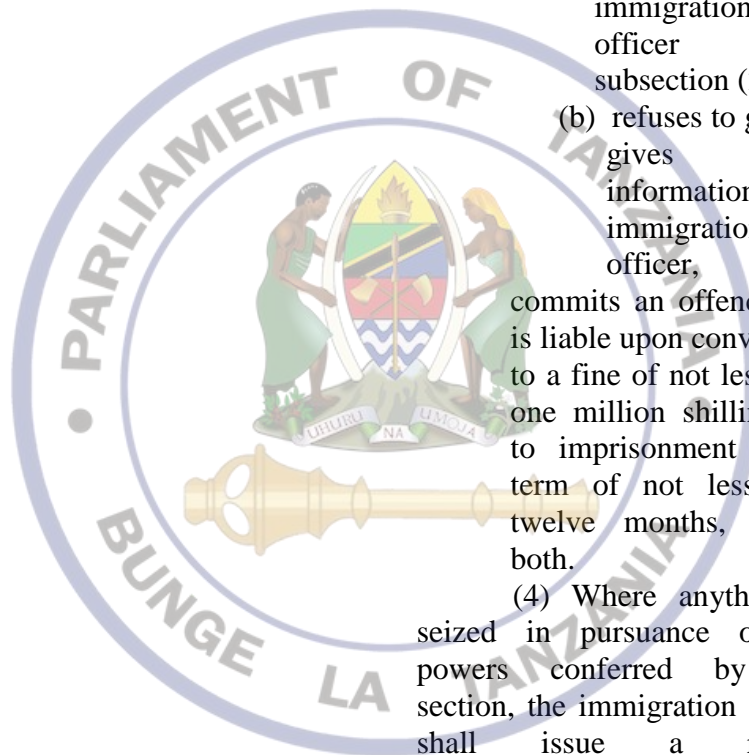 immigration
officer
subsection (
(b) refuses to g
gives
information
immigration
officer,
commits an offenc
is liable upon conv
to a fine of not les
one million shillin
to imprisonment
term of not less
twelve months,
both.
(4) Where anyth
seized in pursuance o
powers conferred by
section, the immigration
shall issue a
PARLIAMENT OF TANZANIA
BUNGE LA TANZANIA
UHURU NA UMOJA